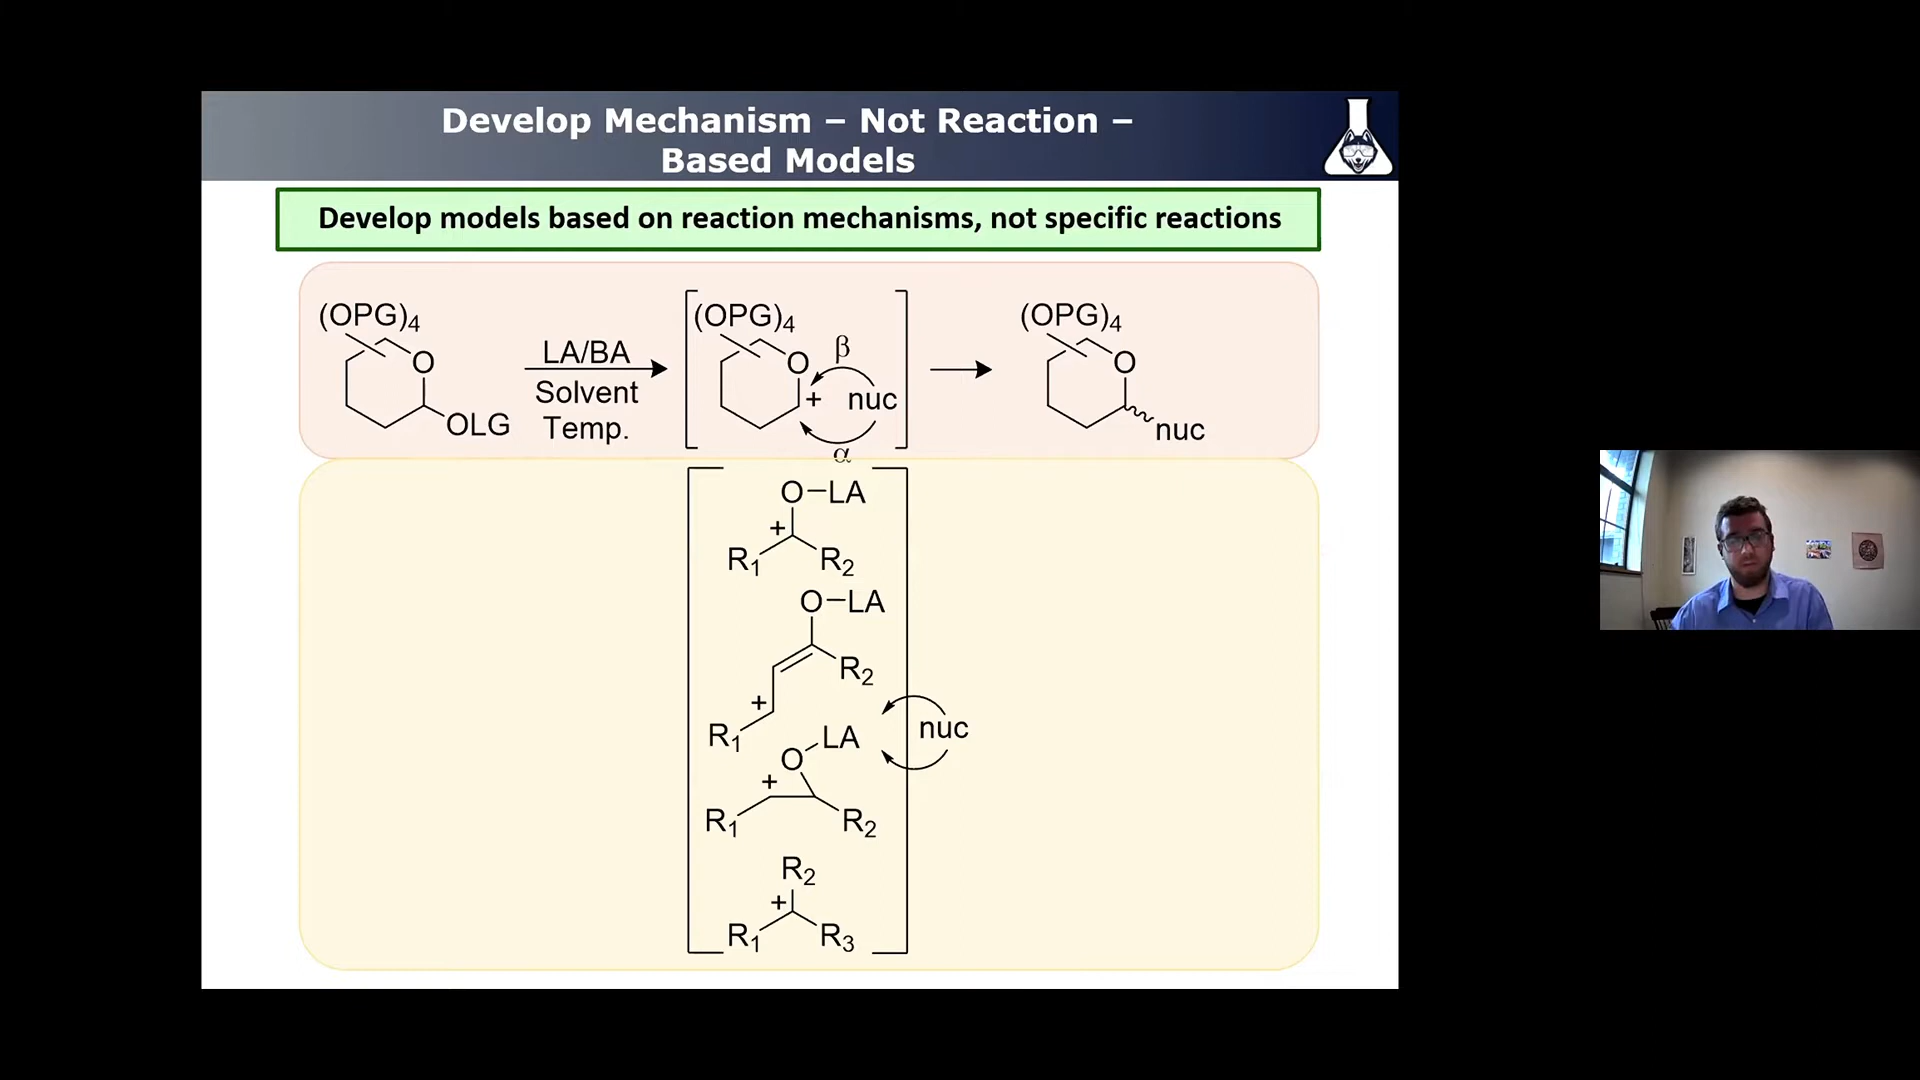 Develop Mechanism – Not Reaction –
Based Models
Develop models based on reaction mechanisms, not specific reactions
(OPG)4
O
OLG
LA/BA
Solvent
Temp.
(OPG)4
O
+
β
nuc
α
(OPG)4
O
nuc
O–LA
+
R1
R2
O–LA
R2
+
R1
nuc
LA
O
+
R1
R2
R2
+
R1
R3